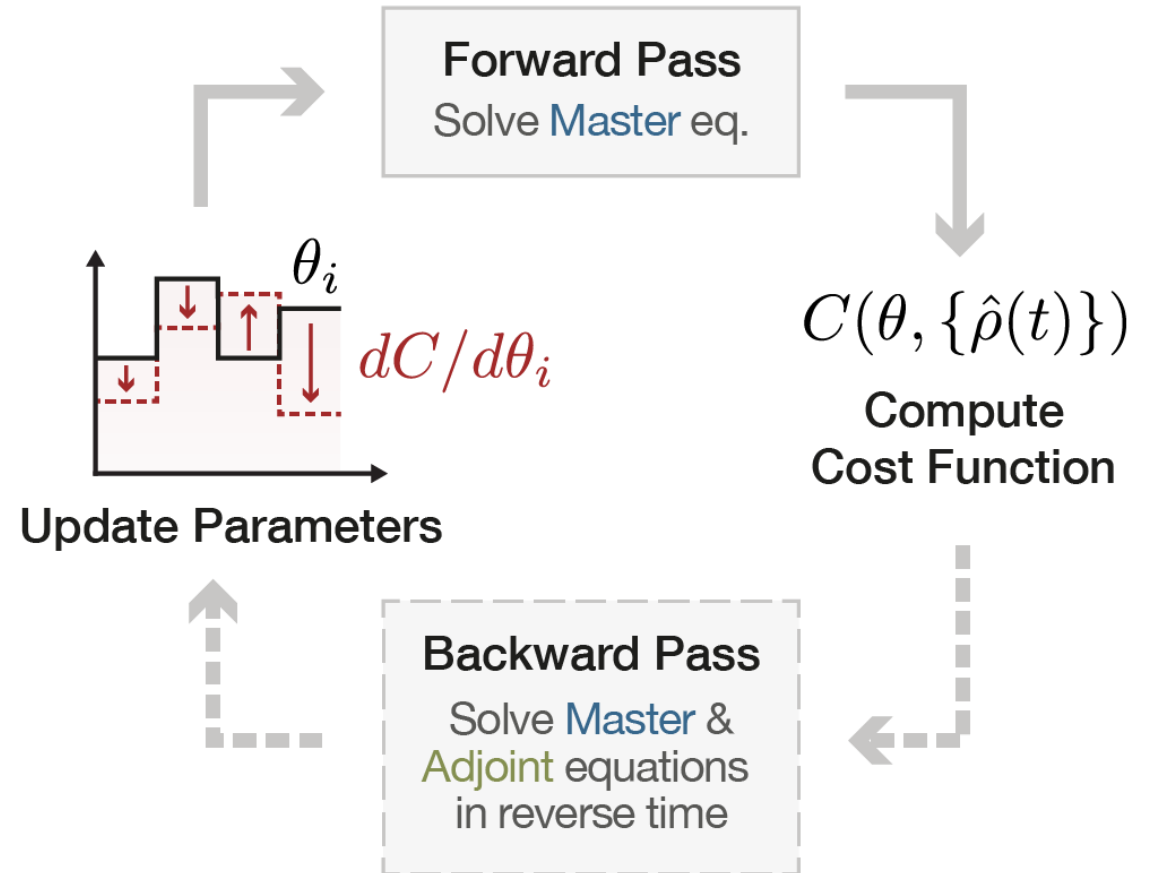 Forward Pass
Solve Master eq.
θ_i
dC/dθ_i
C(θ, {ρ̂(t)})
Compute
Cost Function
Update Parameters
Backward Pass
Solve Master &
Adjoint equations
in reverse time